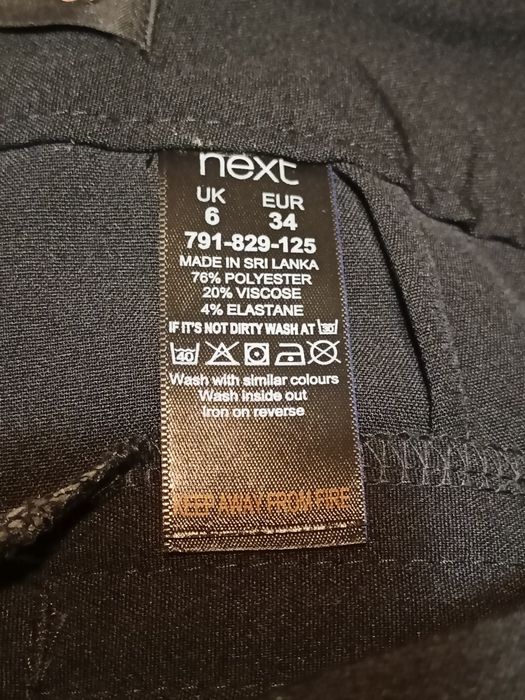 next
UK EUR
6 34
791-829-125
MADE IN SRI LANKA
76% POLYESTER
20% VISCOSE
4% ELASTANE
IF IT'S NOT DIRTY WASH AT 30
40
Wash with similar colours
Wash inside out
Iron on reverse
KEEP AWAY FROM FIRE